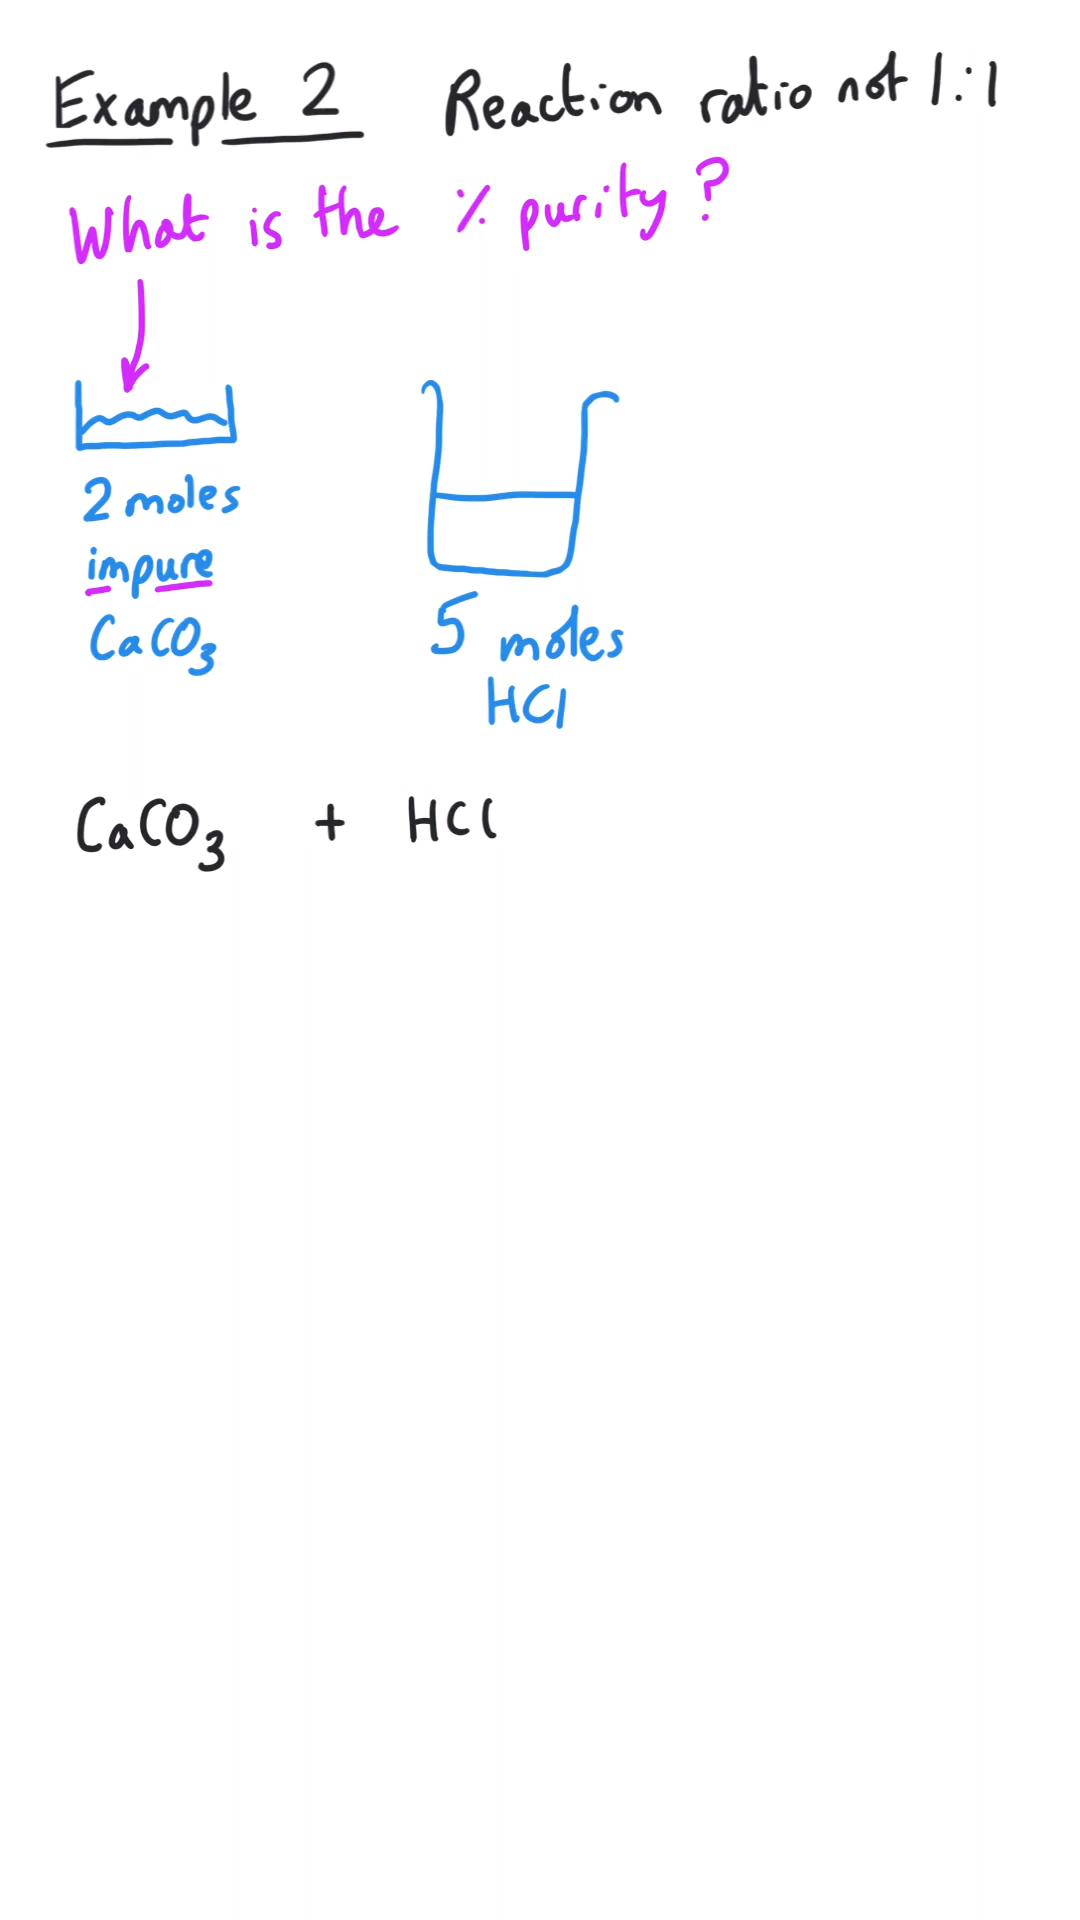 Example 2 Reaction ratio not 1:1
What is the % purity?
2 moles
impure
CaCO₃
5 moles
HCl
CaCO₃ + HCl